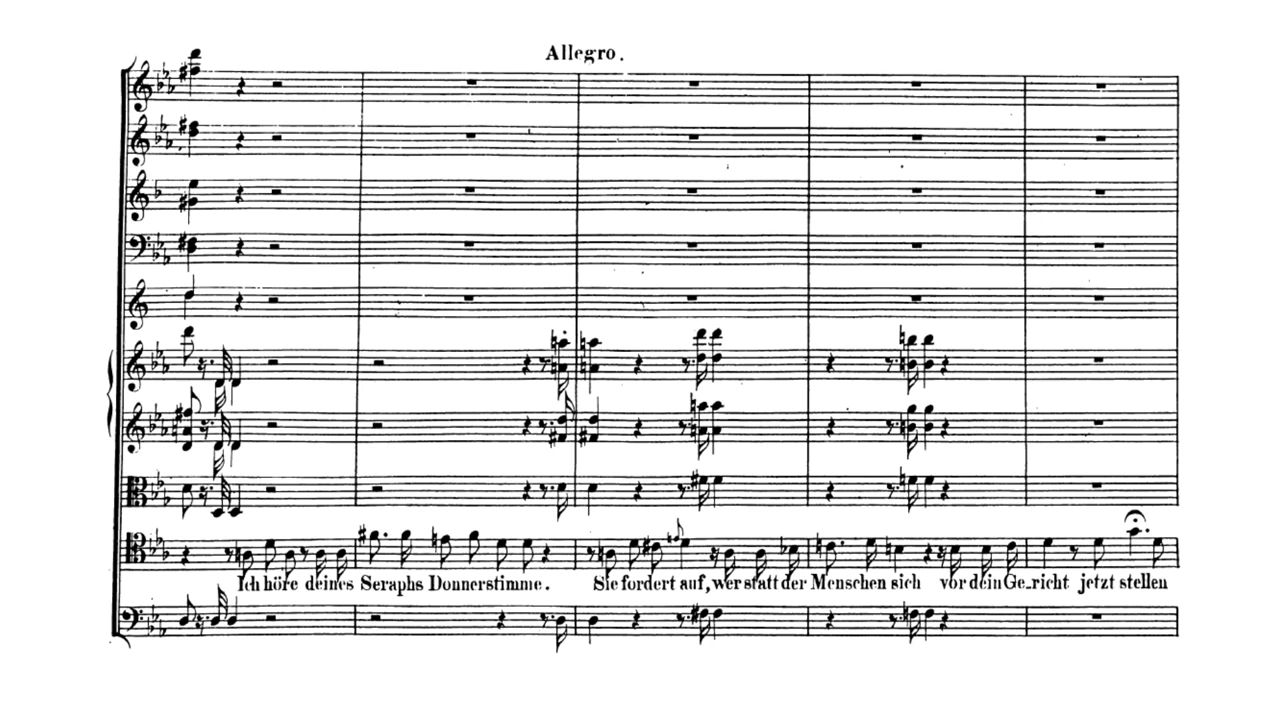 Allegro.
Ich höre deines Seraphs Donnerstimme. Sie fordert auf, wer statt der Menschen sich vor dein Ge-richt jetzt stellen